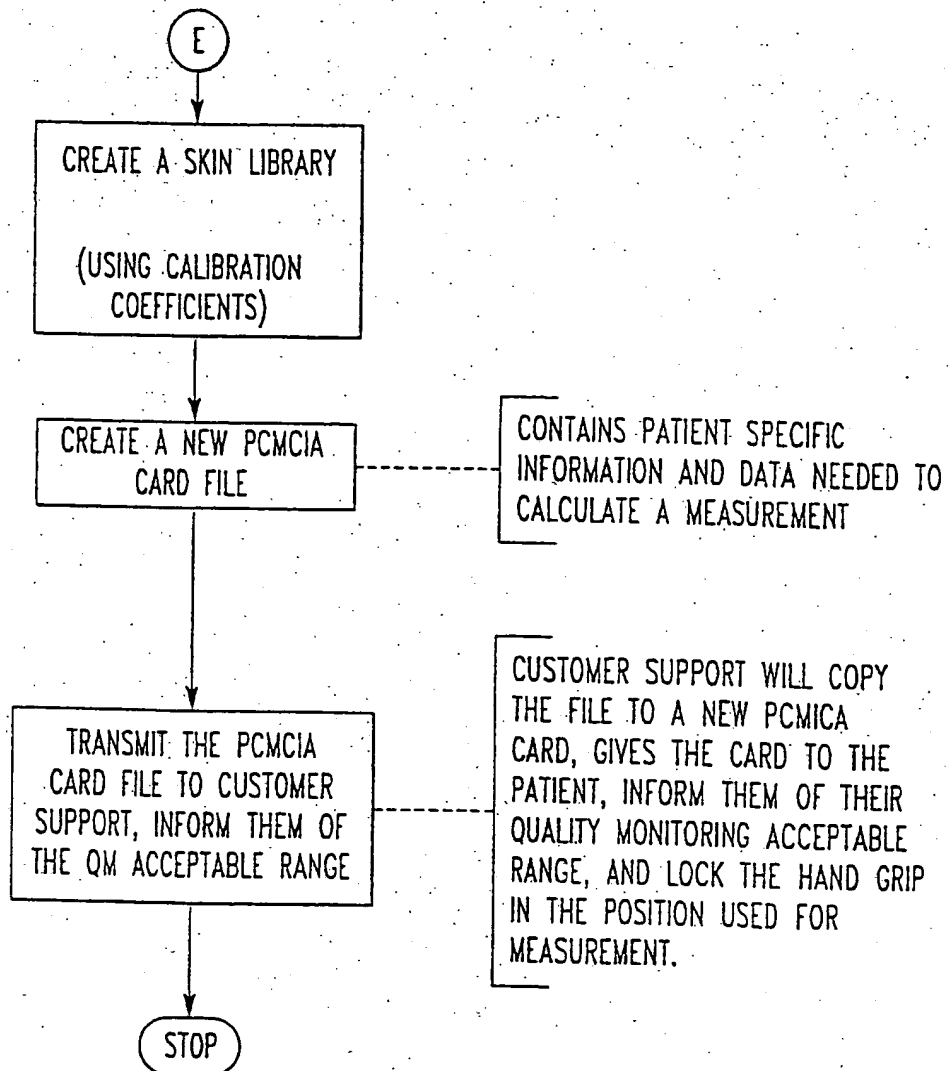 E
CREATE A SKIN LIBRARY
(USING CALIBRATION
COEFFICIENTS)
CREATE A NEW PCMCIA
CARD FILE
CONTAINS PATIENT SPECIFIC
INFORMATION AND DATA NEEDED TO
CALCULATE A MEASUREMENT
TRANSMIT THE PCMCIA
CARD FILE TO CUSTOMER
SUPPORT, INFORM THEM OF
THE QM ACCEPTABLE RANGE
CUSTOMER SUPPORT WILL COPY
THE FILE TO A NEW PCMICA
CARD, GIVES THE CARD TO THE
PATIENT, INFORM THEM OF THEIR
QUALITY MONITORING ACCEPTABLE
RANGE, AND LOCK THE HAND GRIP
IN THE POSITION USED FOR
MEASUREMENT.
STOP